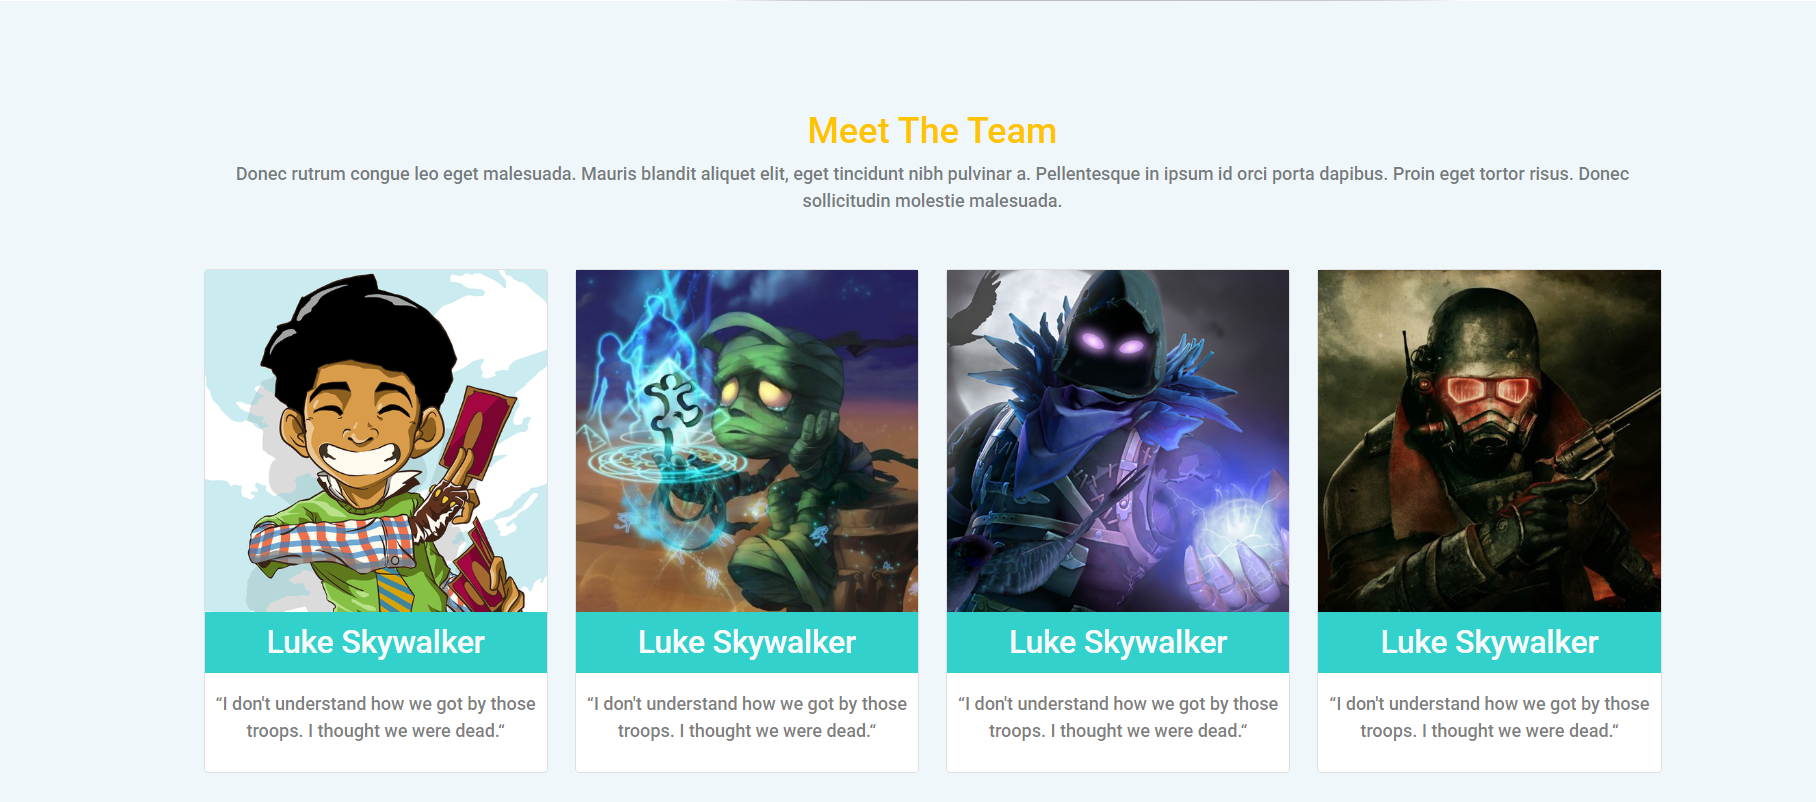 Meet The Team
Donec rutrum congue leo eget malesuada. Mauris blandit aliquet elit, eget tincidunt nibh pulvinar a. Pellentesque in ipsum id orci porta dapibus. Proin eget tortor risus. Donec
sollicitudin molestie malesuada.
Luke Skywalker
“I don't understand how we got by those
troops. I thought we were dead.“
Luke Skywalker
“I don't understand how we got by those
troops. I thought we were dead.“
Luke Skywalker
“I don't understand how we got by those
troops. I thought we were dead.“
Luke Skywalker
“I don't understand how we got by those
troops. I thought we were dead.“